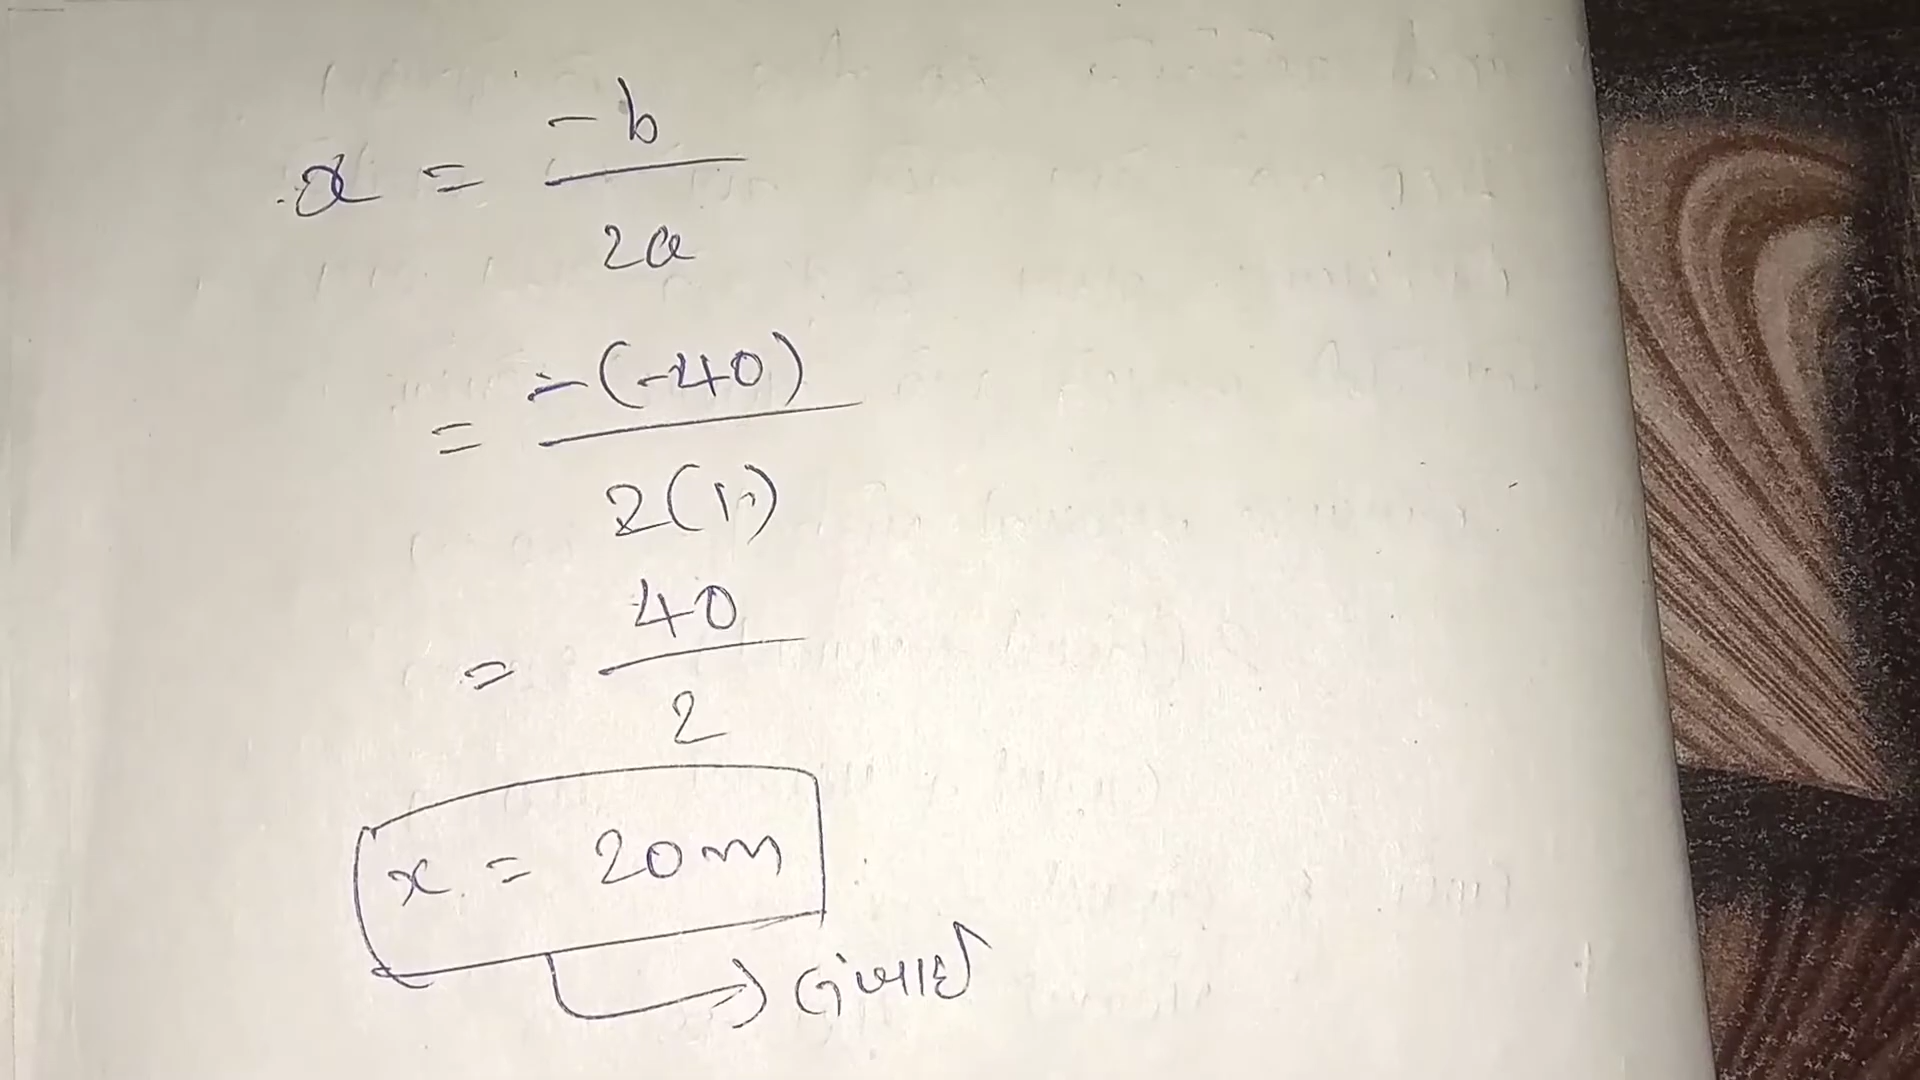 x = -b / 2a
= -(-40) / 2(1)
= 40 / 2
x = 20m